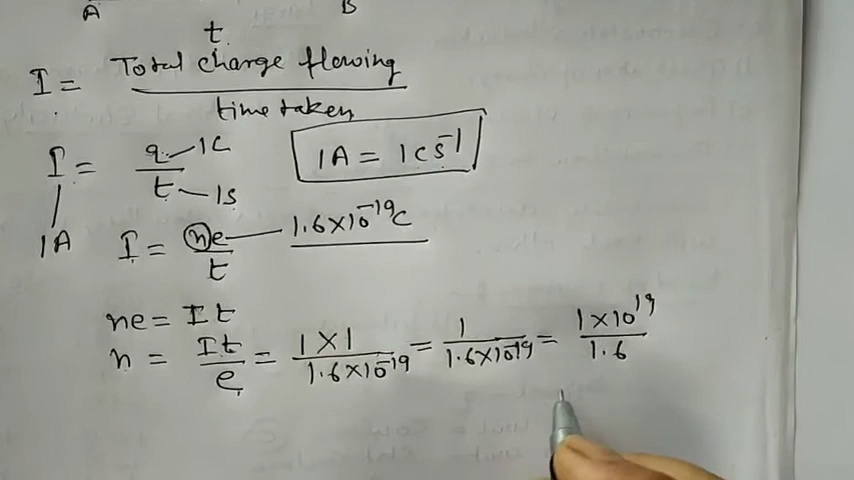 A B
t
I = Total charge flowing / time taken
I = q/t 1C 1S
1A = 1Cs⁻¹
1A
I = ne/t 1.6×10⁻¹⁹C
ne = It
n = It/e = 1×1/1.6×10⁻¹⁹ = 1/1.6×10⁻¹⁹ = 1×10¹⁹/1.6